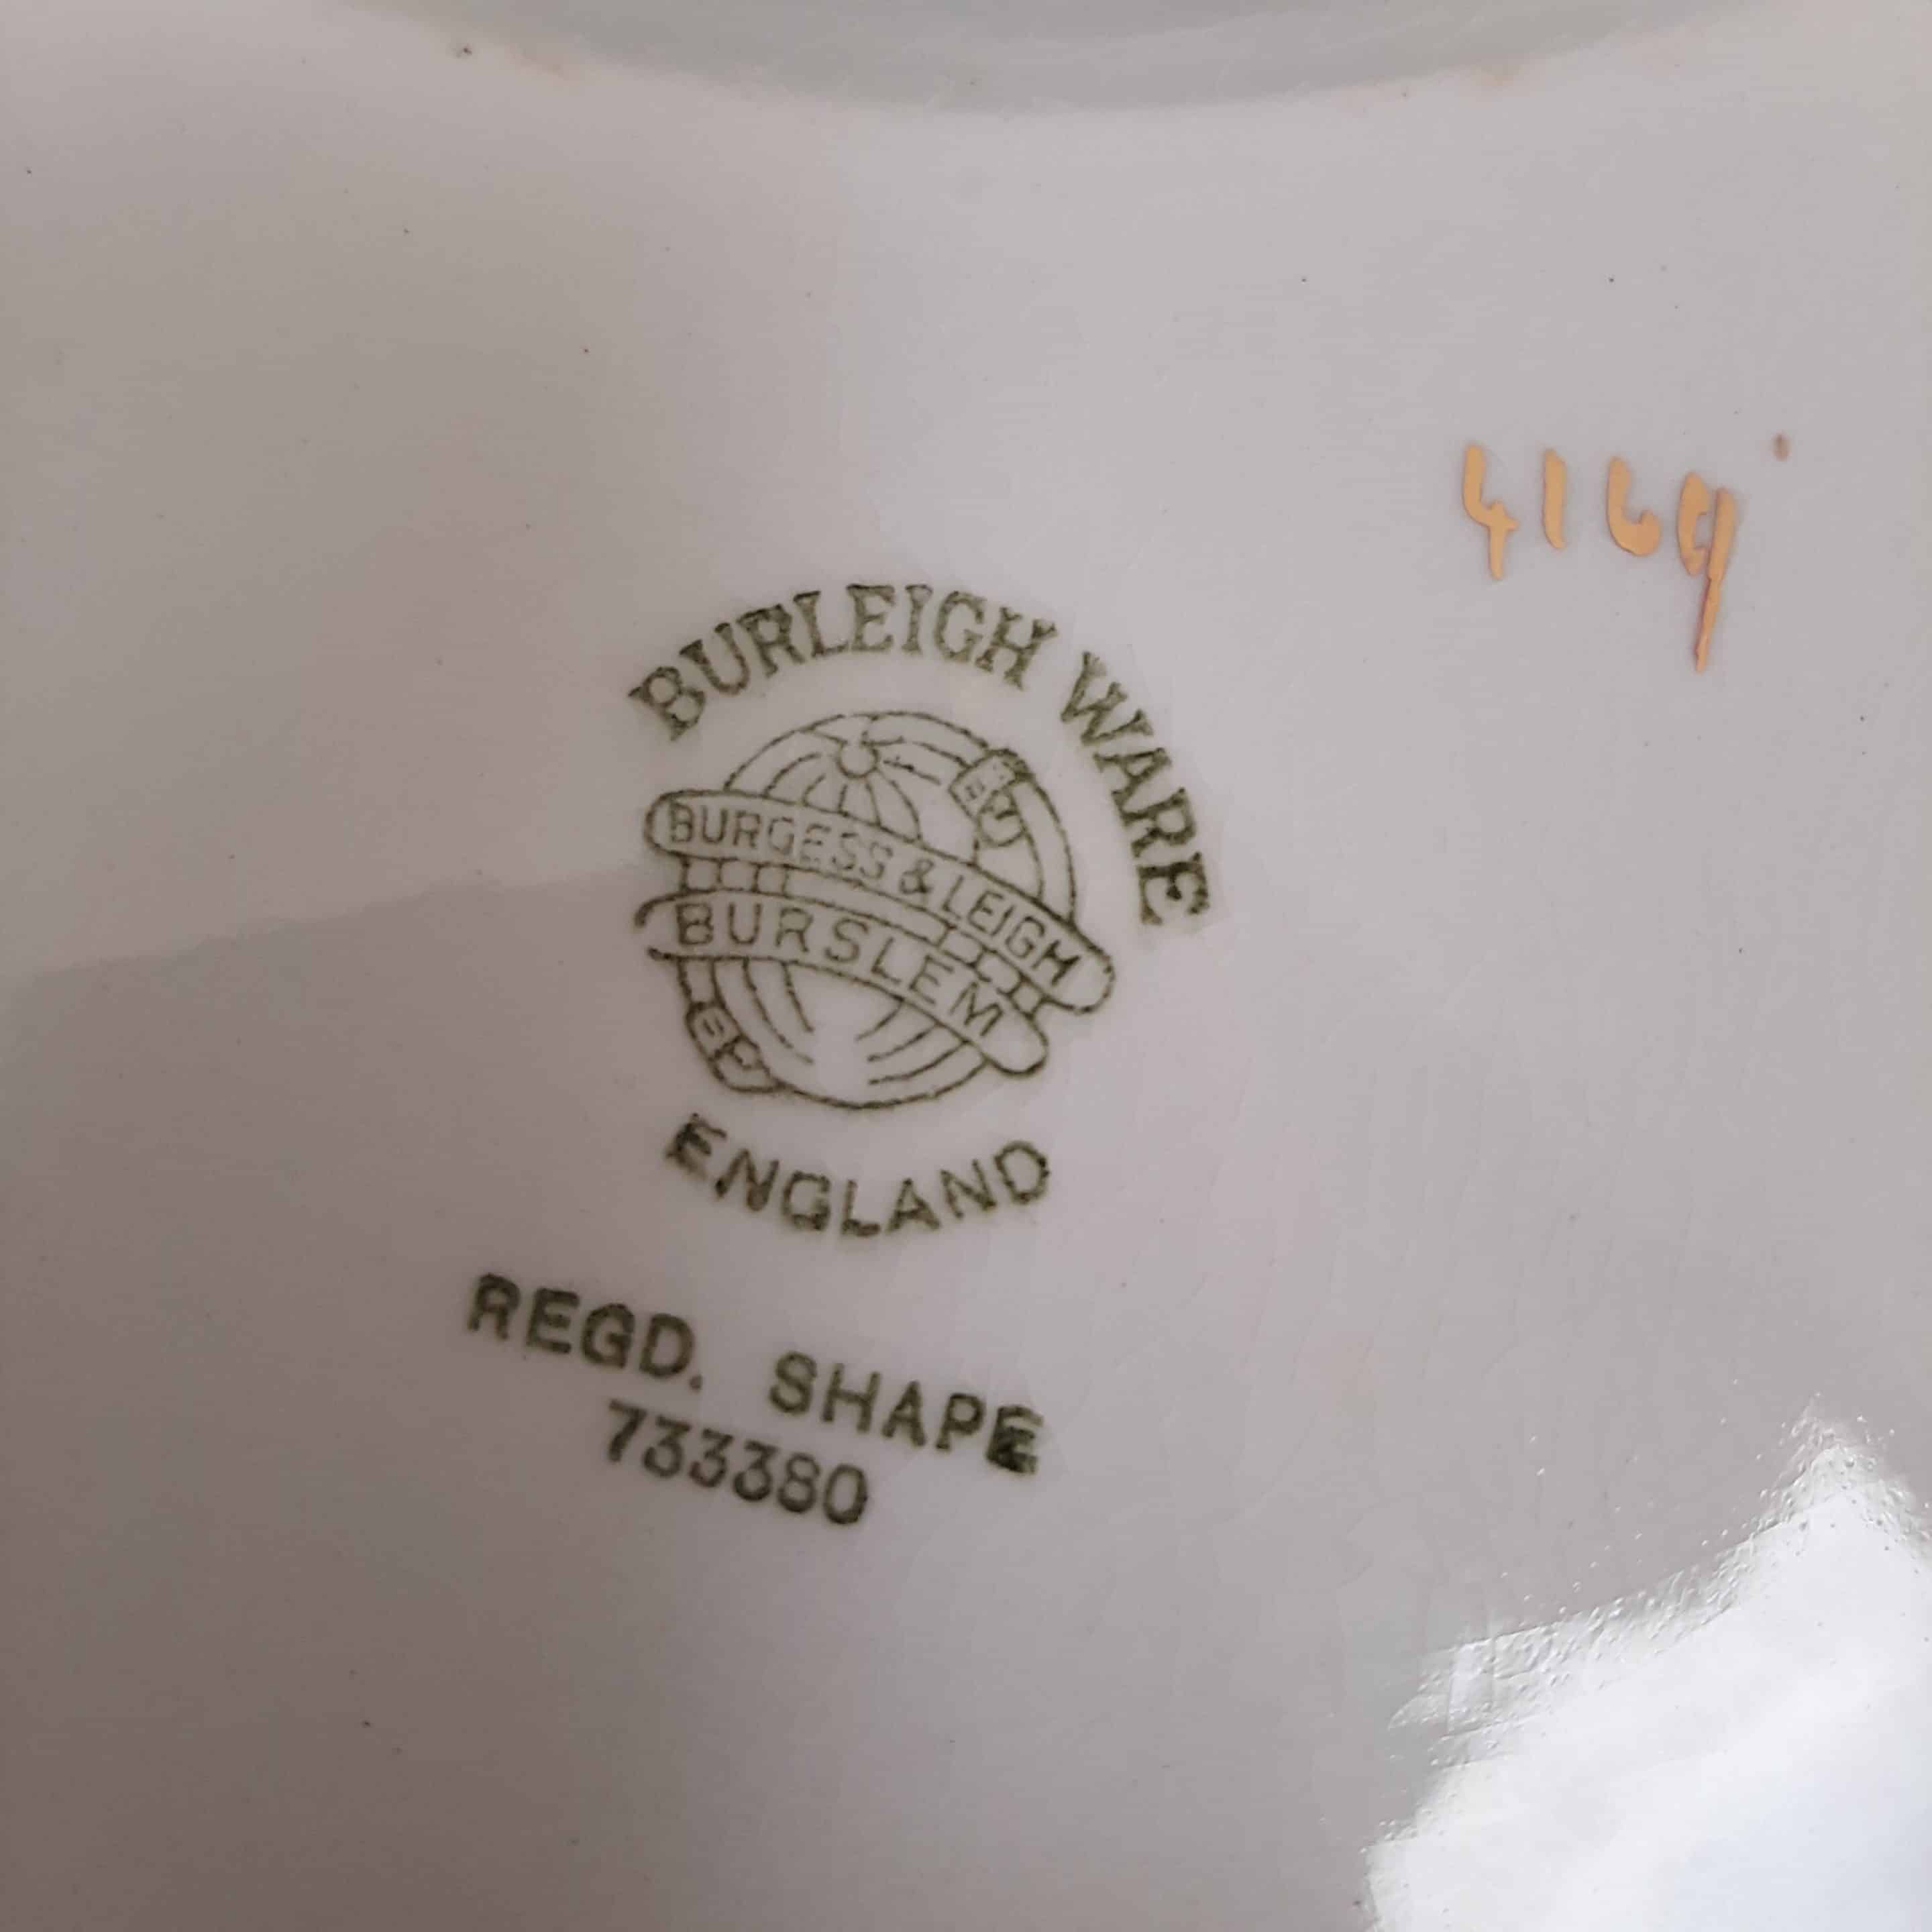 4169
BURLEIGH WARE
BURGESS & LEIGH
BURSLEM
ENGLAND
REGD. SHAPE
733380